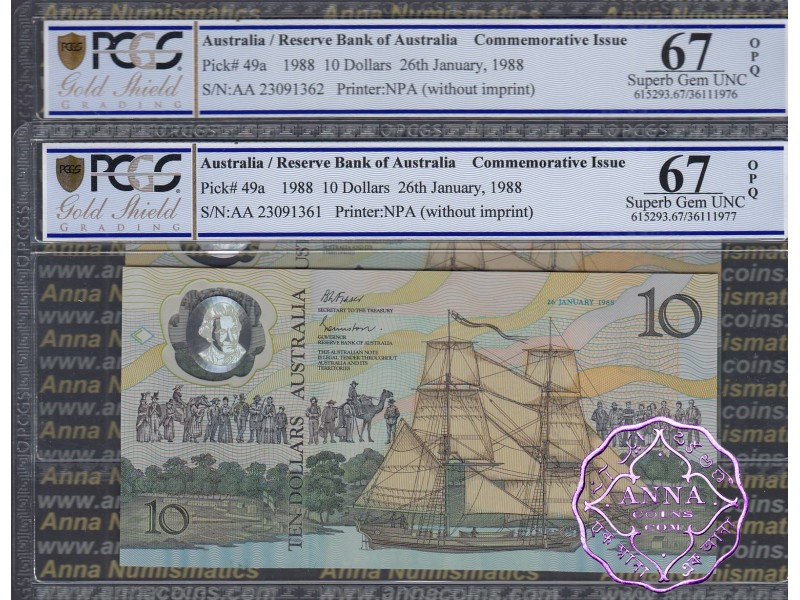 Anna Numismatics
PCGS
Gold Shield
GRADING
Australia / Reserve Bank of Australia Commemorative Issue
Pick# 49a 1988 10 Dollars 26th January, 1988
S/N:AA 23091362 Printer:NPA (without imprint)
67
OPQ
Superb Gem UNC
615293.67/36111976
PCGS
Gold Shield
GRADING
Australia / Reserve Bank of Australia Commemorative Issue
Pick# 49a 1988 10 Dollars 26th January, 1988
S/N:AA 23091361 Printer:NPA (without imprint)
67
OPQ
Superb Gem UNC
615293.67/36111977
SECRETARY TO THE TREASURY
GOVERNOR
RESERVE BANK OF AUSTRALIA
THIS AUSTRALIAN NOTE
IS LEGAL TENDER THROUGHOUT
AUSTRALIA AND ITS
TERRITORIES
26 JANUARY 1988
10
TEN DOLLARS AUSTRALIA
10
ANNA
COINS
.COM
Anna Numismatics